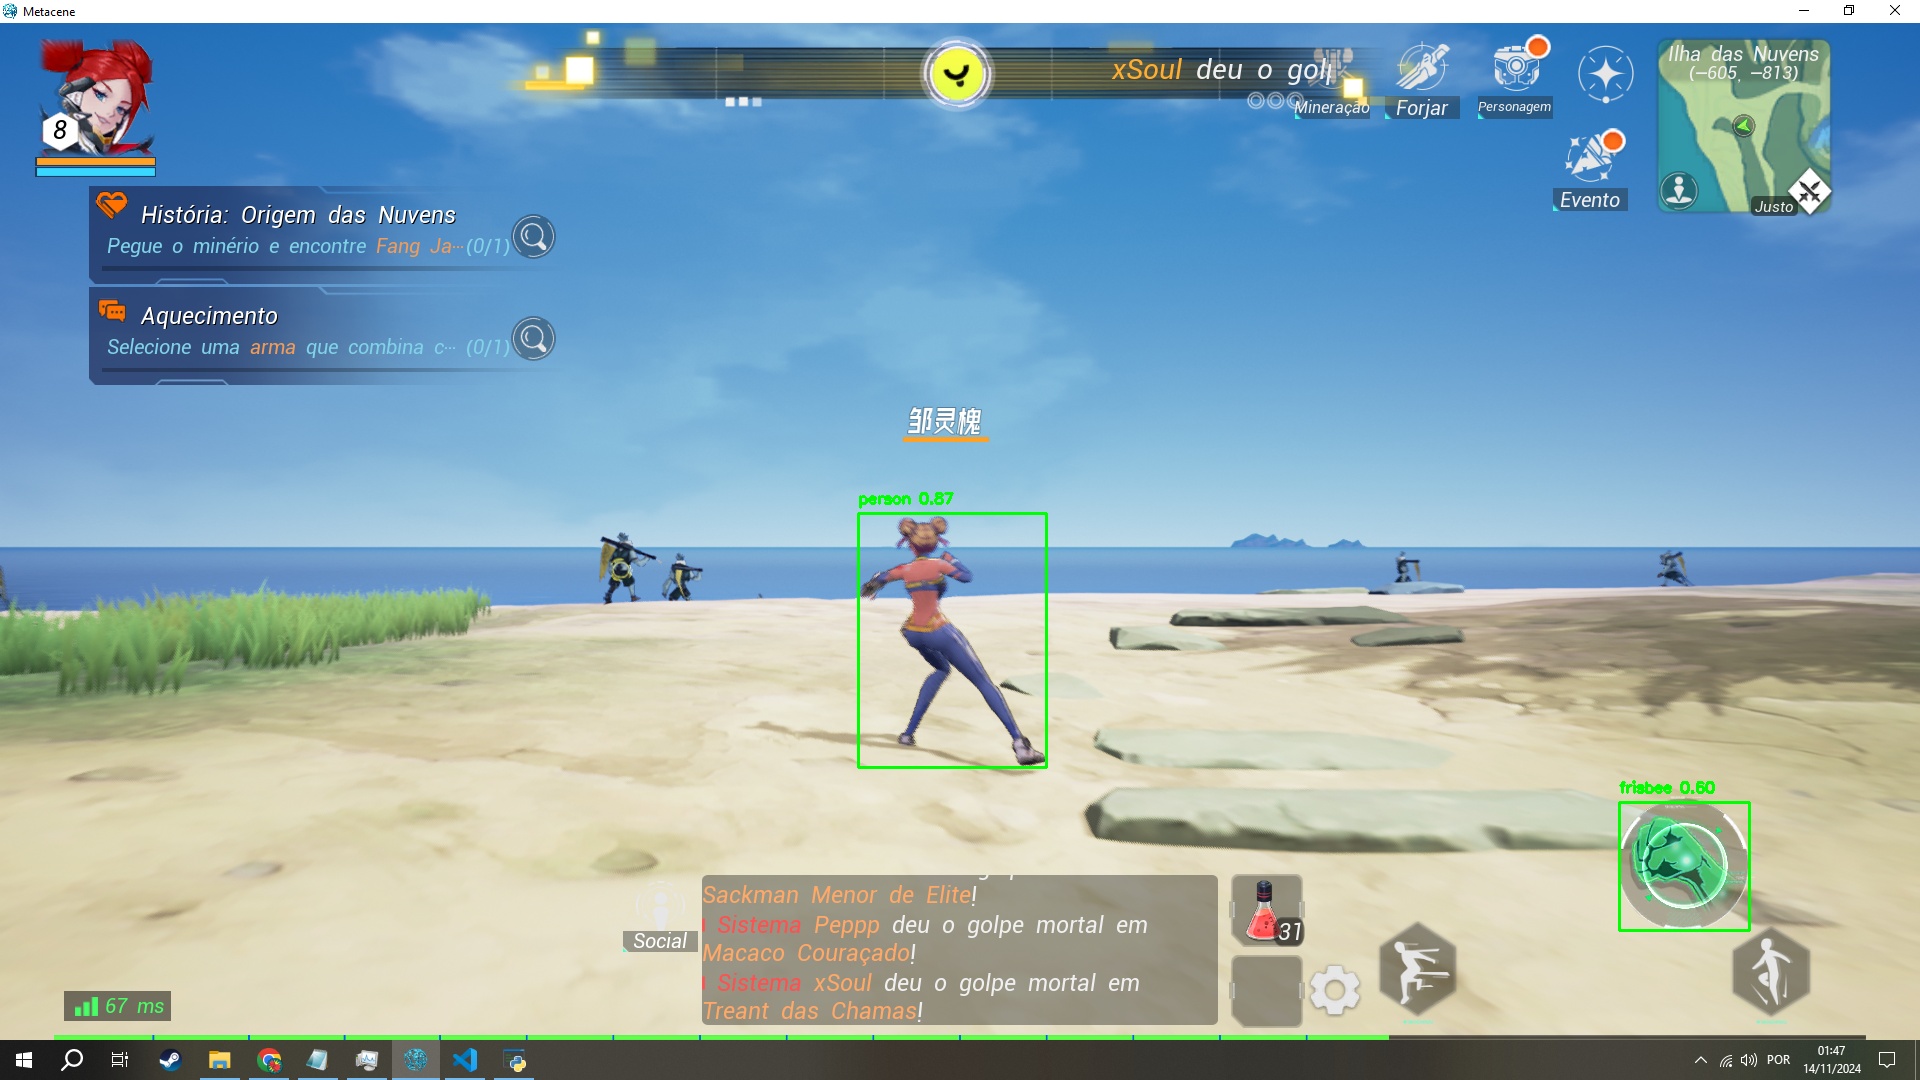 Metacene
xSoul deu o golp
Mineração
Forjar
Personagem
Ilha das Nuvens
(-605, -813)
8
Evento
Justo
História: Origem das Nuvens
Pegue o minério e encontre Fang Ja··· (0/1)
Aquecimento
Selecione uma arma que combina c··· (0/1)
邹灵槐
person 0.87
frisbee 0.60
Sackman Menor de Elite!
Sistema Peppp deu o golpe mortal em
Macaco Couraçado!
Sistema xSoul deu o golpe mortal em
Treant das Chamas!
Social
31
67 ms
POR
01:47
14/11/2024